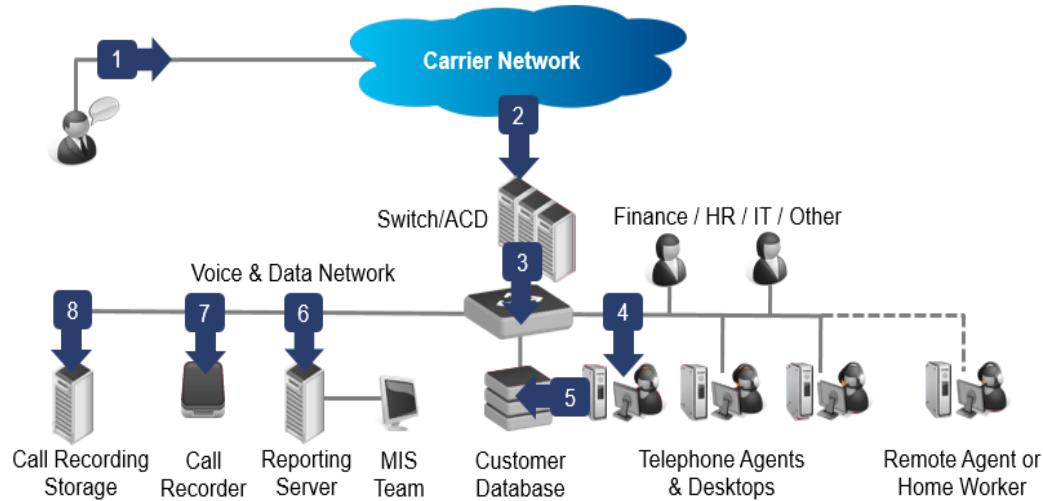 1
Carrier Network
2
Switch/ACD
Finance / HR / IT / Other
3
Voice & Data Network
8
7
6
4
5
Call Recording
Storage
Call
Recorder
Reporting
Server
MIS
Team
Customer
Database
Telephone Agents
& Desktops
Remote Agent or
Home Worker